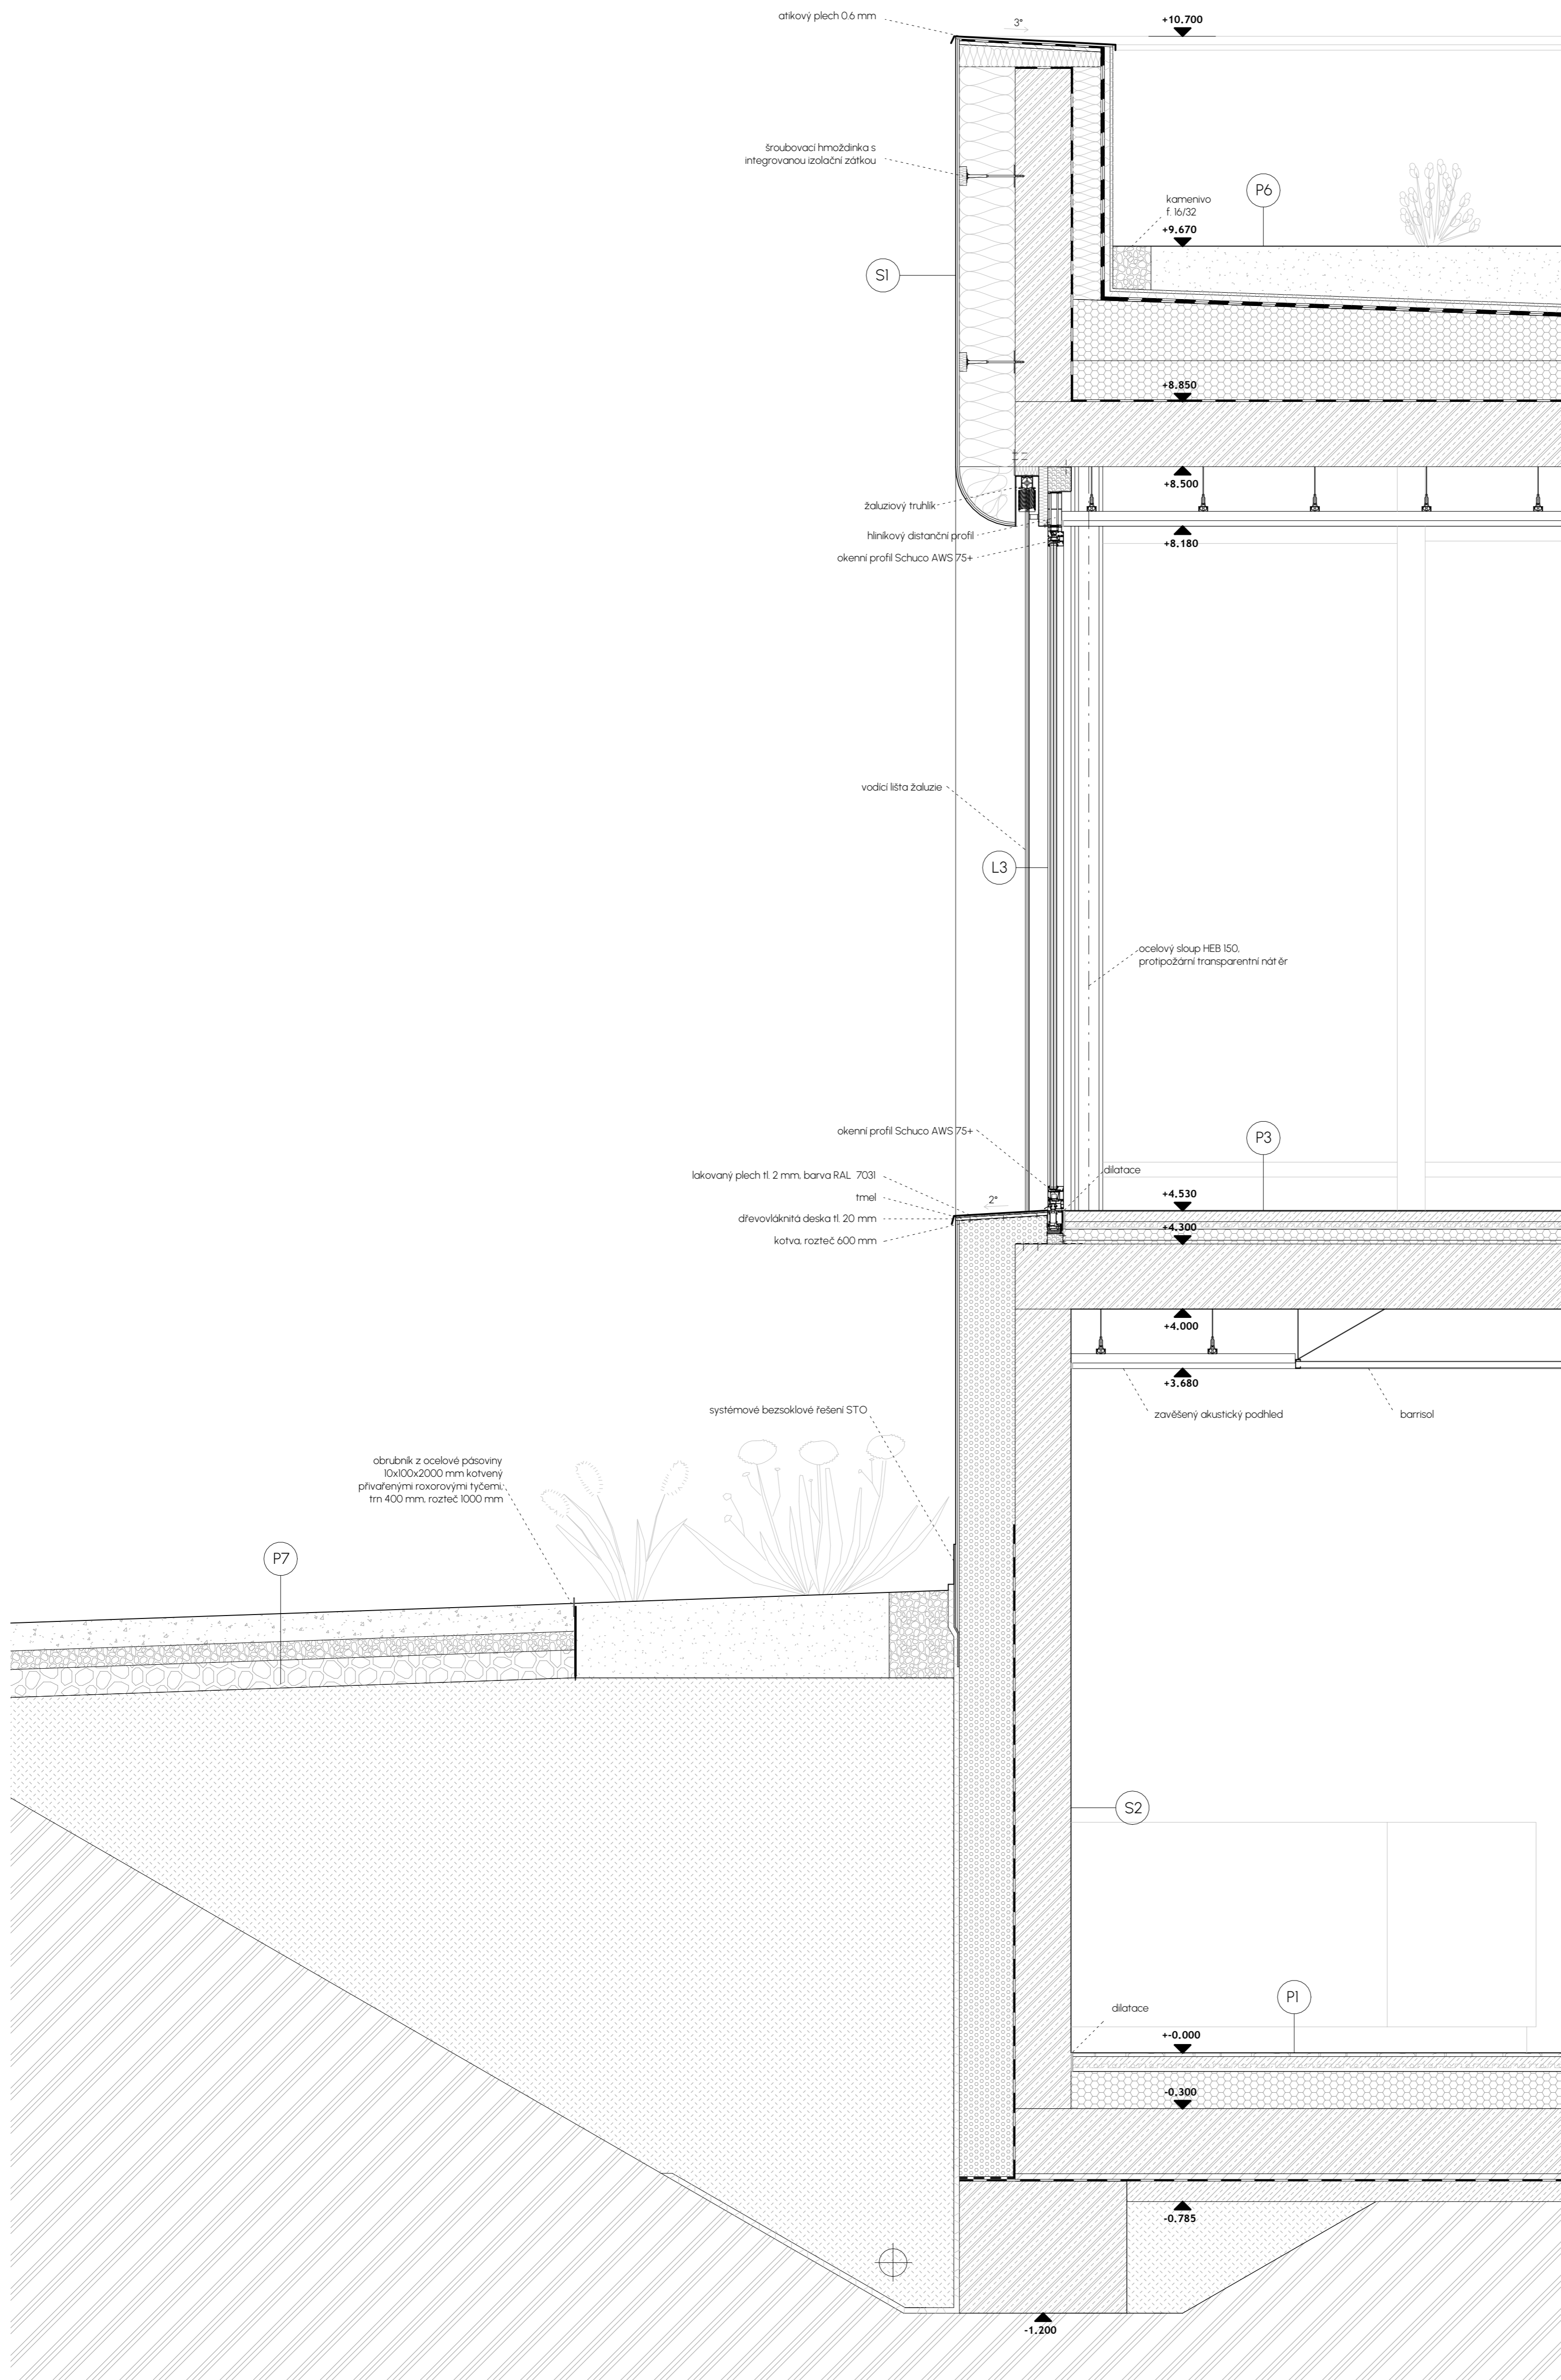 atikový plech 0.6 mm
3°
+10.700
šroubovací hmoždinka s
integrovanou izolační zátkou
P6
kamenivo
f. 16/32
+9.670
S1
+8.850
+8.500
žaluziový truhlík
hliníkový distanční profil
+8.180
okenní profil Schuco AWS 75+
vodící lišta žaluzie
L3
ocelový sloup HEB 150,
protipožární transparentní nátěr
okenní profil Schuco AWS 75+
P3
dilatace
lakovaný plech tl. 2 mm, barva RAL 7031
+4.530
tmel
2°
dřevovláknitá deska tl. 20 mm
+4.300
kotva, rozteč 600 mm
+4.000
+3.680
systémové bezsoklové řešení STO
zavěšený akustický podhled
barrisol
obrubník z ocelové pásoviny
10x100x2000 mm kotvený
přivařenými roxorovými tyčemi,
trn 400 mm, rozteč 1000 mm
P7
S2
P1
dilatace
+-0.000
-0.300
-0.785
-1.200